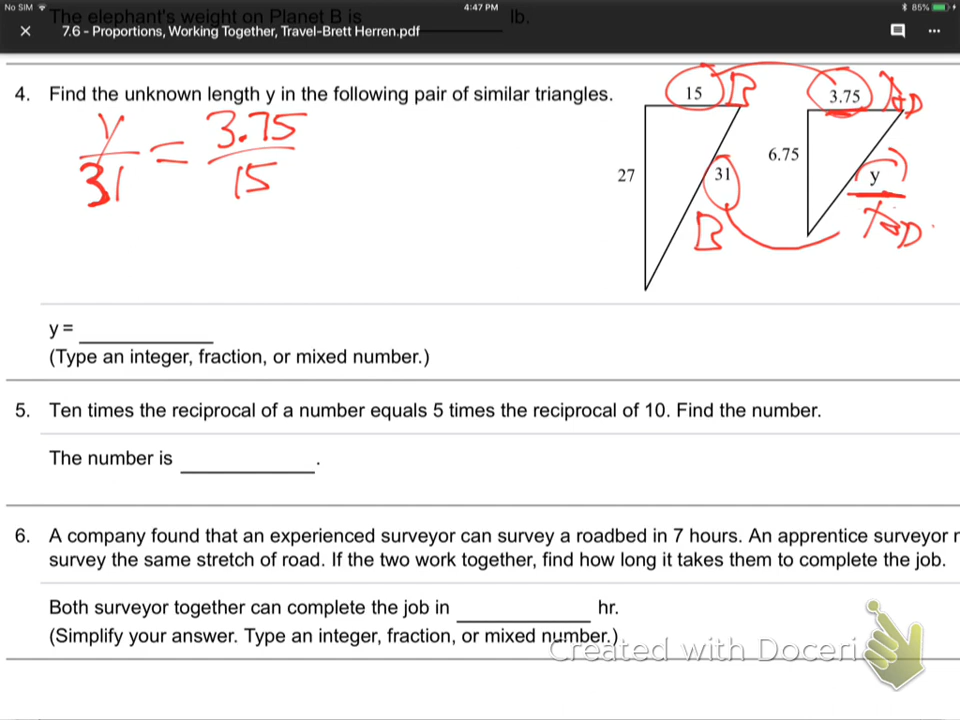 No SIM 4:47 PM 85%
The elephant's weight on Planet B is lb.
7.6 - Proportions, Working Together, Travel-Brett Herren.pdf
4. Find the unknown length y in the following pair of similar triangles.
y/31 = 3.75/15
15 B 3.75
27 31 6.75 y
B
y =
(Type an integer, fraction, or mixed number.)
5. Ten times the reciprocal of a number equals 5 times the reciprocal of 10. Find the number.
The number is .
6. A company found that an experienced surveyor can survey a roadbed in 7 hours. An apprentice surveyor
survey the same stretch of road. If the two work together, find how long it takes them to complete the job.
Both surveyor together can complete the job in hr.
(Simplify your answer. Type an integer, fraction, or mixed number.)
Created with Doceri